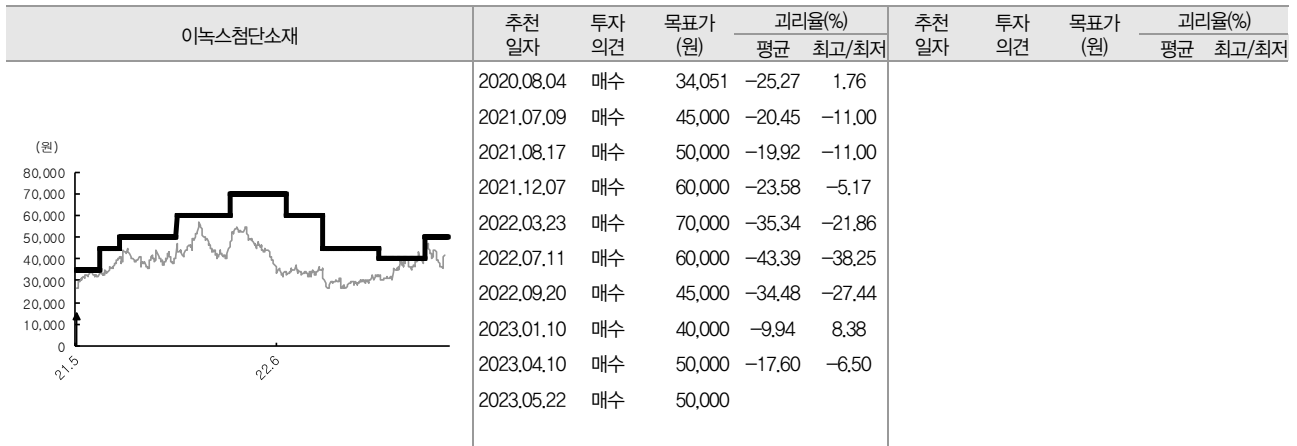 이녹스첨단소재
추천 일자 투자 의견 목표가 (원) 괴리율(%) 평균 최고/최저 추천 일자 투자 의견 목표가 (원) 괴리율(%) 평균 최고/최저
2020.08.04 매수 34,051 −25.27 1.76
2021.07.09 매수 45,000 −20.45 −11.00
2021.08.17 매수 50,000 −19.92 −11.00
2021.12.07 매수 60,000 −23.58 −5.17
2022.03.23 매수 70,000 −35.34 −21.86
2022.07.11 매수 60,000 −43.39 −38.25
2022.09.20 매수 45,000 −34.48 −27.44
2023.01.10 매수 40,000 −9.94 8.38
2023.04.10 매수 50,000 −17.60 −6.50
2023.05.22 매수 50,000
(원)
80,000
70,000
60,000
50,000
40,000
30,000
20,000
10,000
0
21.5
22.6